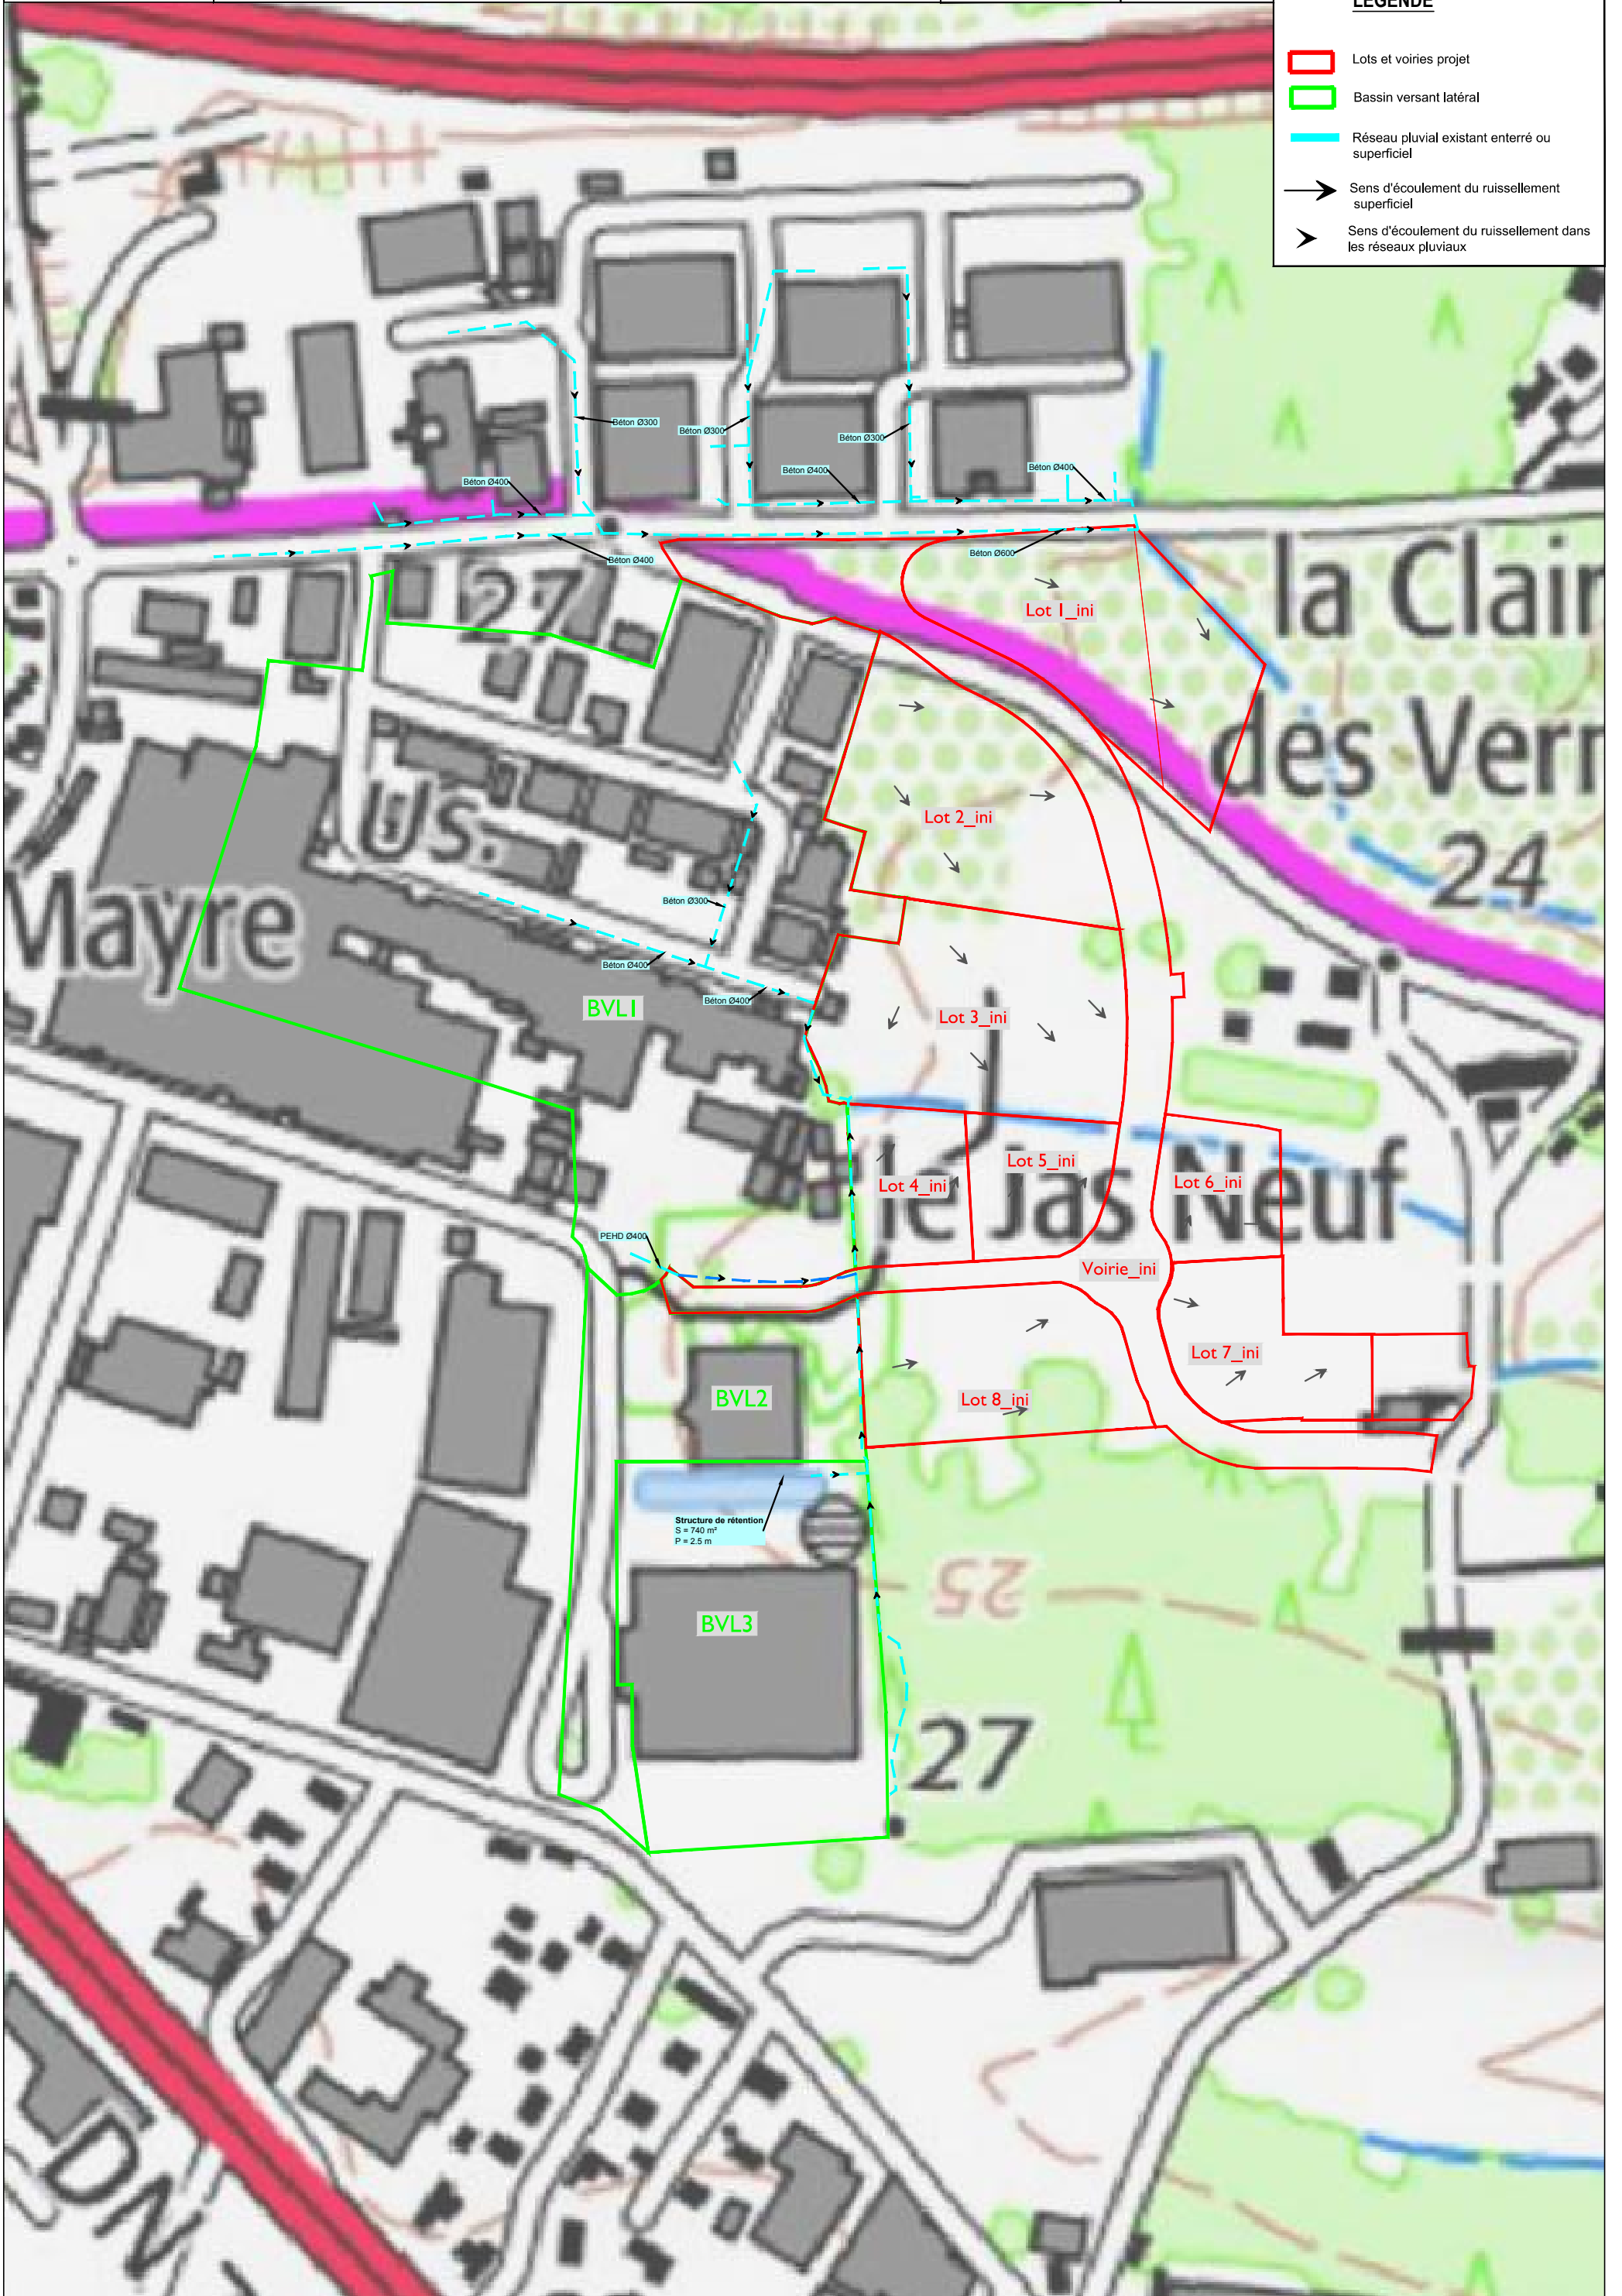 LEGENDE
Lots et voiries projet
Bassin versant latéral
Réseau pluvial existant enterré ou
superficiel
Sens d'écoulement du ruissellement
superficiel
Sens d'écoulement du ruissellement dans
les réseaux pluviaux
Béton Ø300
Béton Ø300
Béton Ø300
Béton Ø400
Béton Ø400
Béton Ø400
Béton Ø400
Béton Ø600
27
la Clair
Lot 1_ini
des Vern
Lot 2_ini
Us.
24
Mayre
Béton Ø300
Béton Ø400
Béton Ø400
BVL1
Lot 3_ini
Lot 4_ini
Lot 5_ini
Lot 6_ini
le Jas Neuf
PEHD Ø400
Voirie_ini
Lot 7_ini
BVL2
Lot 8_ini
Structure de rétention
S = 740 m²
P = 2.5 m
25
BVL3
27
DN